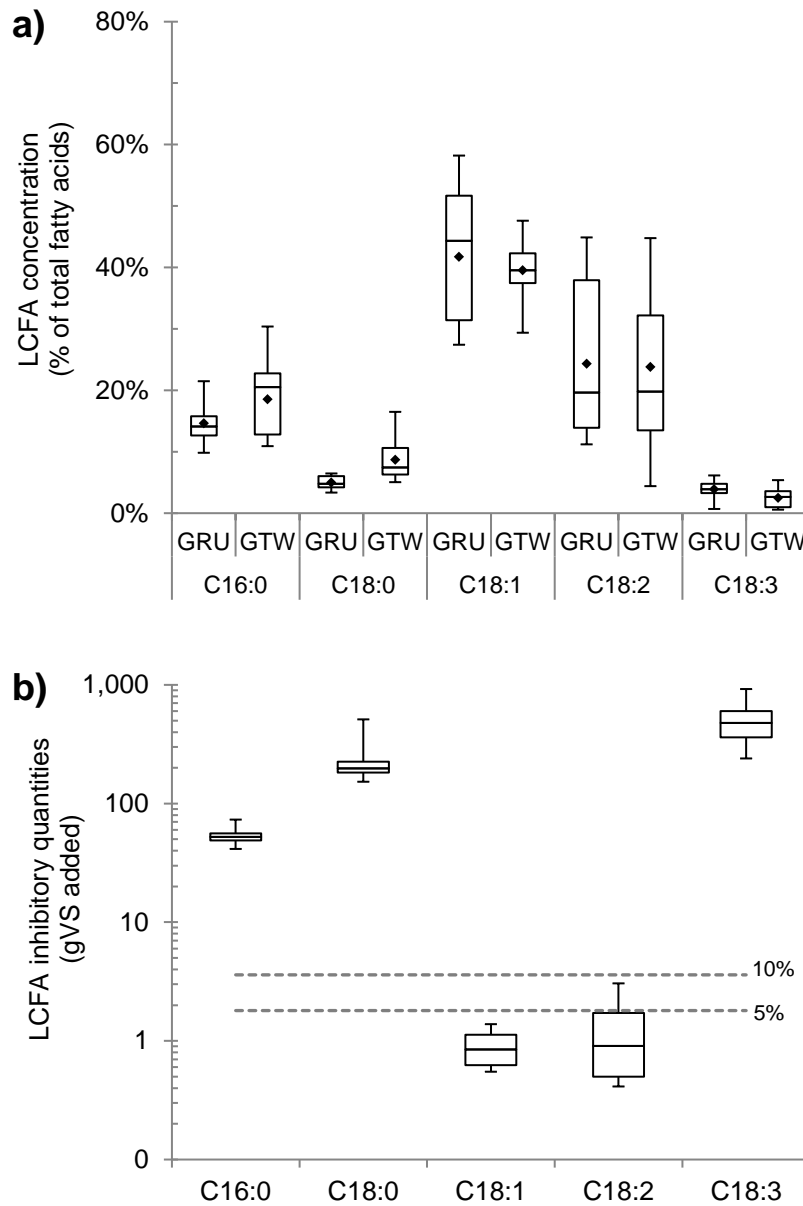 a)
LCFA concentration
(% of total fatty acids)
80%
60%
40%
20%
0%
GRU GTW GRU GTW GRU GTW GRU GTW GRU GTW
C16:0 C18:0 C18:1 C18:2 C18:3
b)
LCFA inhibitory quantities
(gVS added)
1,000
100
10
1
0
10%
5%
C16:0 C18:0 C18:1 C18:2 C18:3